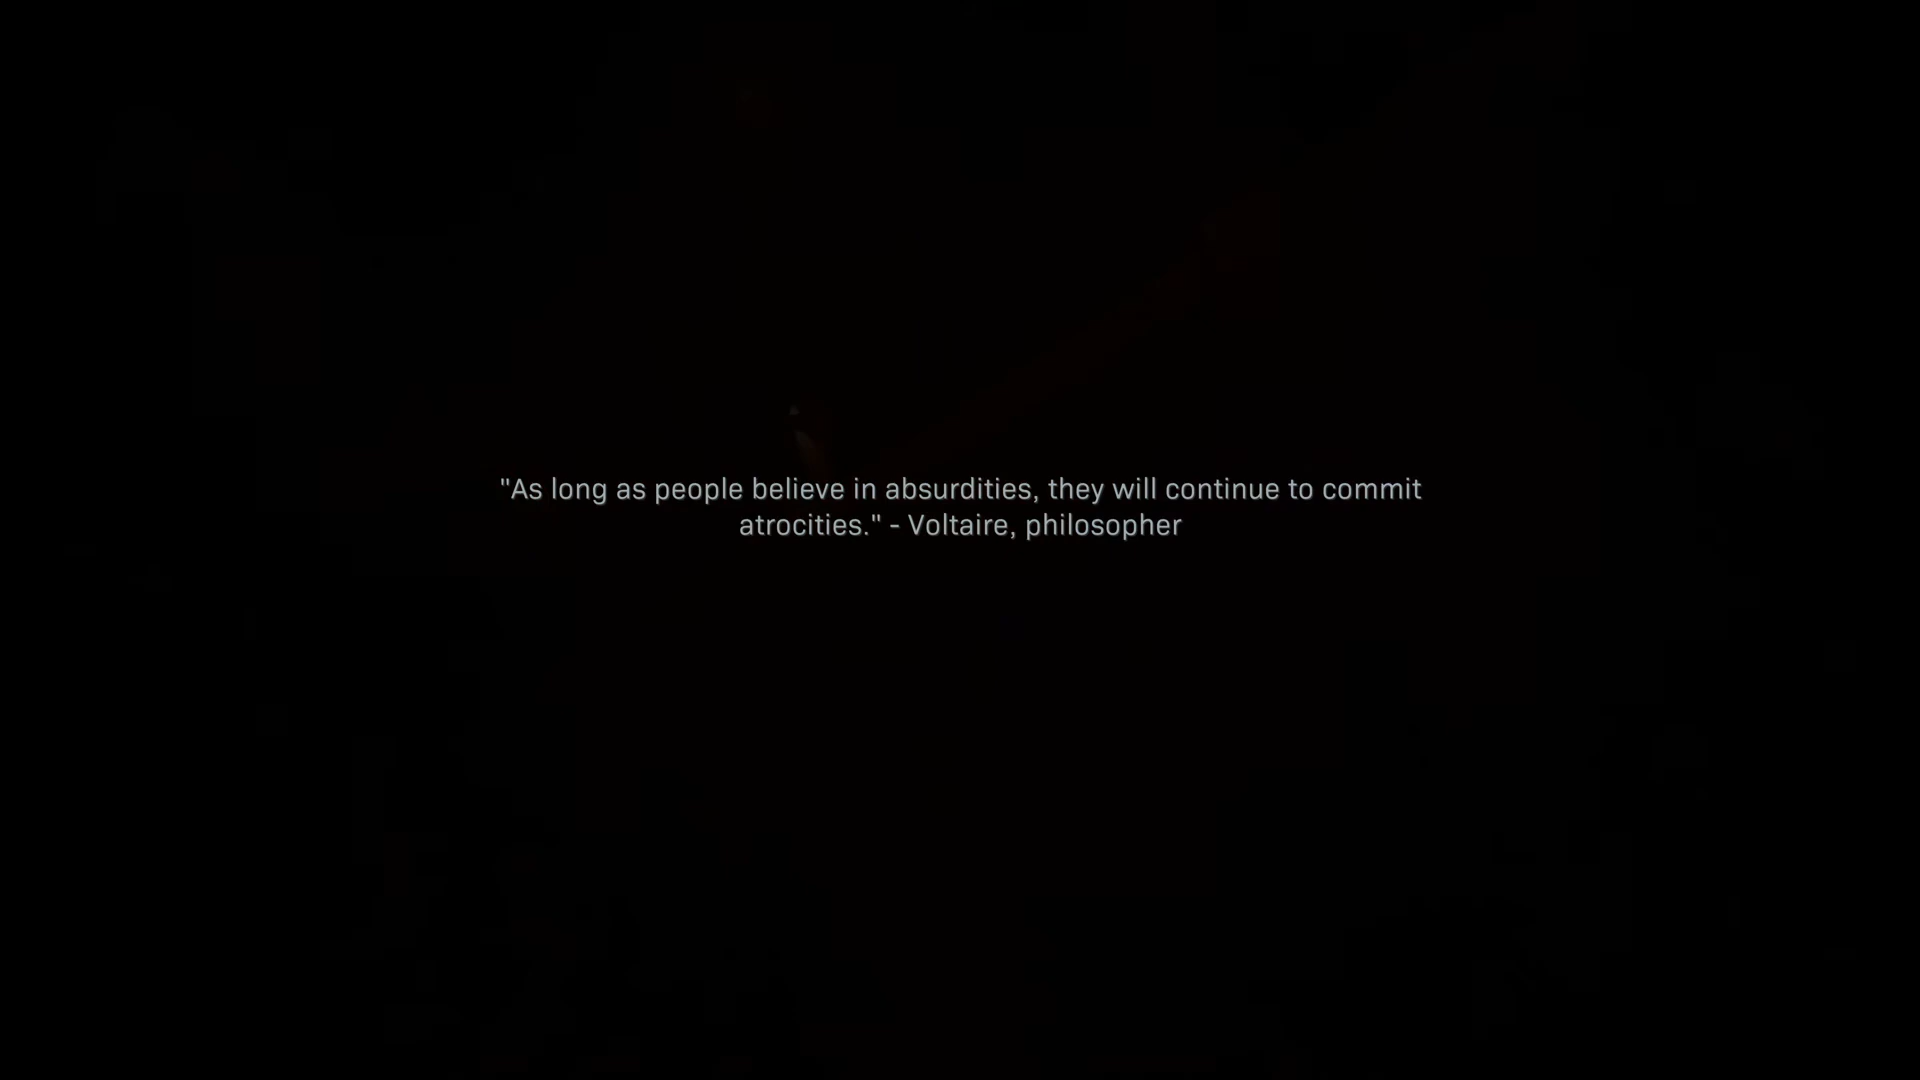 "As long as people believe in absurdities, they will continue to commit
atrocities." - Voltaire, philosopher